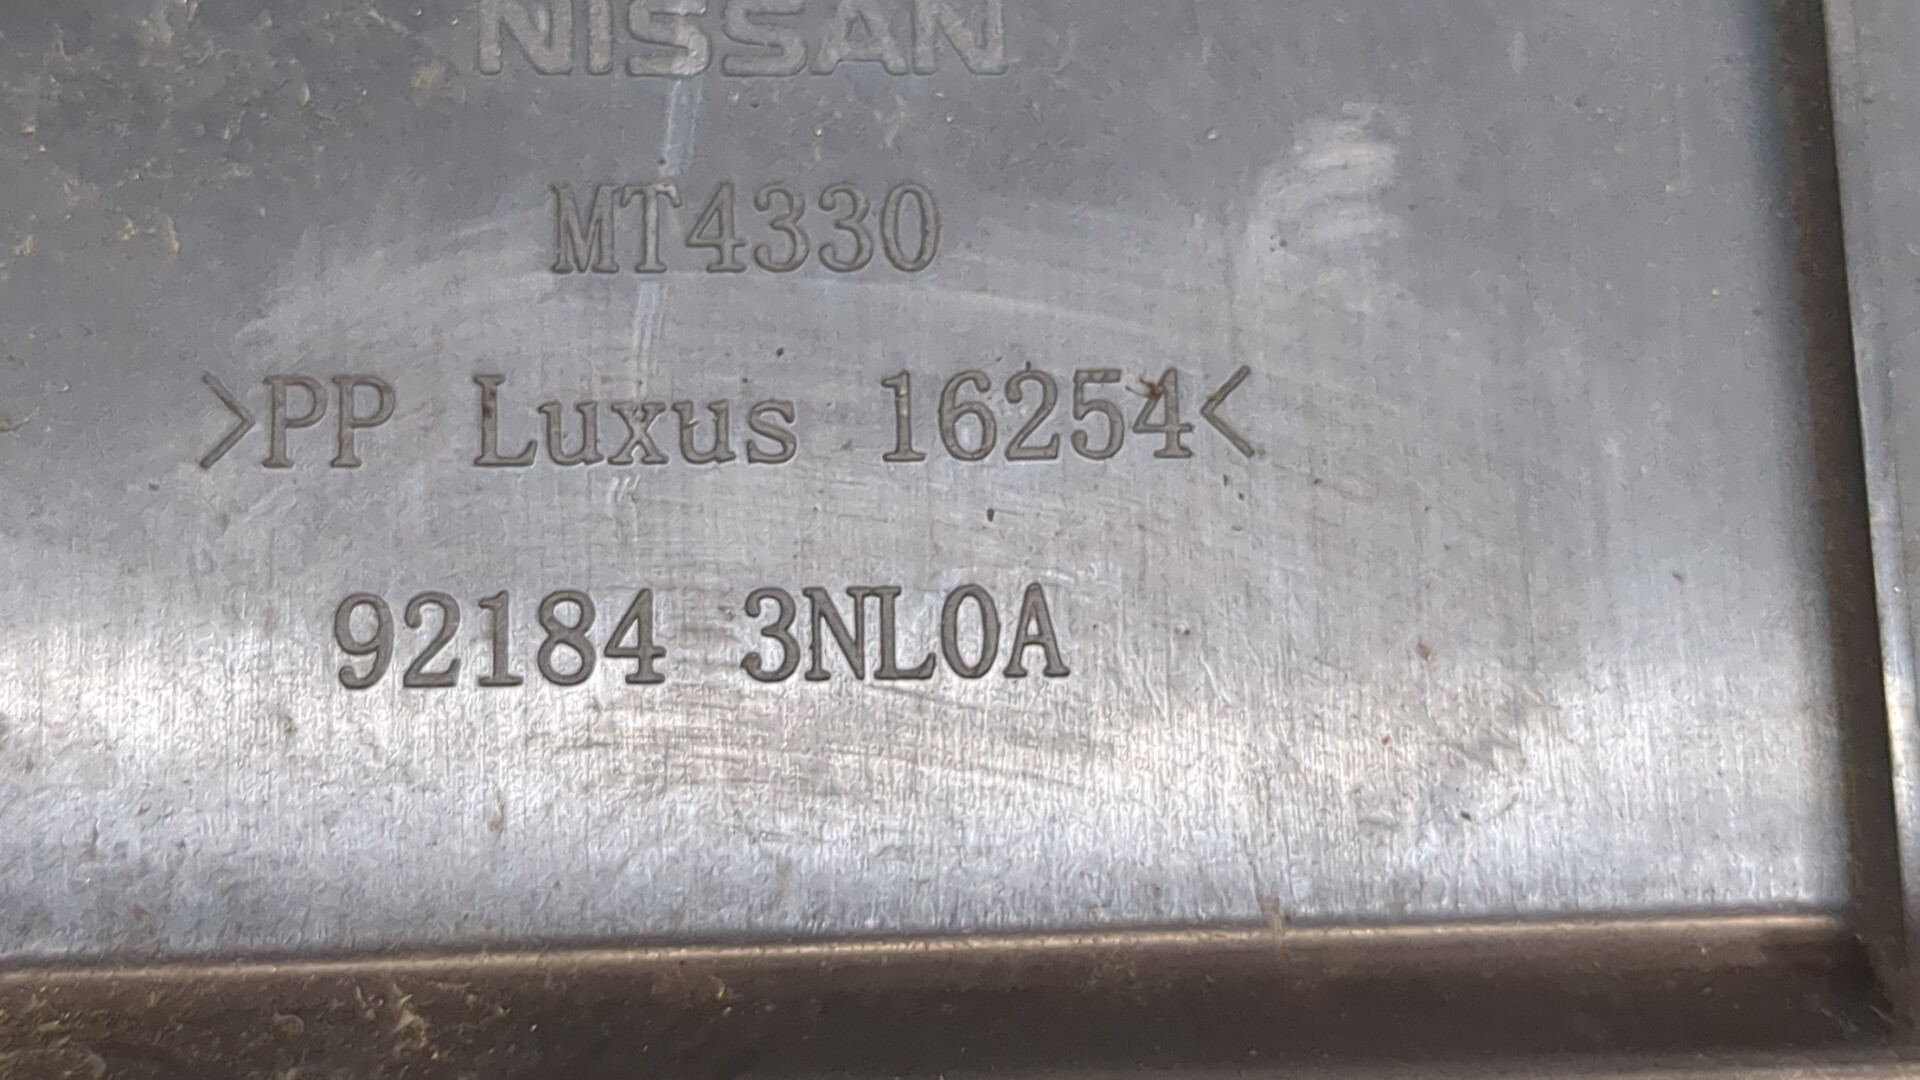 NISSAN
MT4330
>PP Luxus 16254<
92184 3NL0A